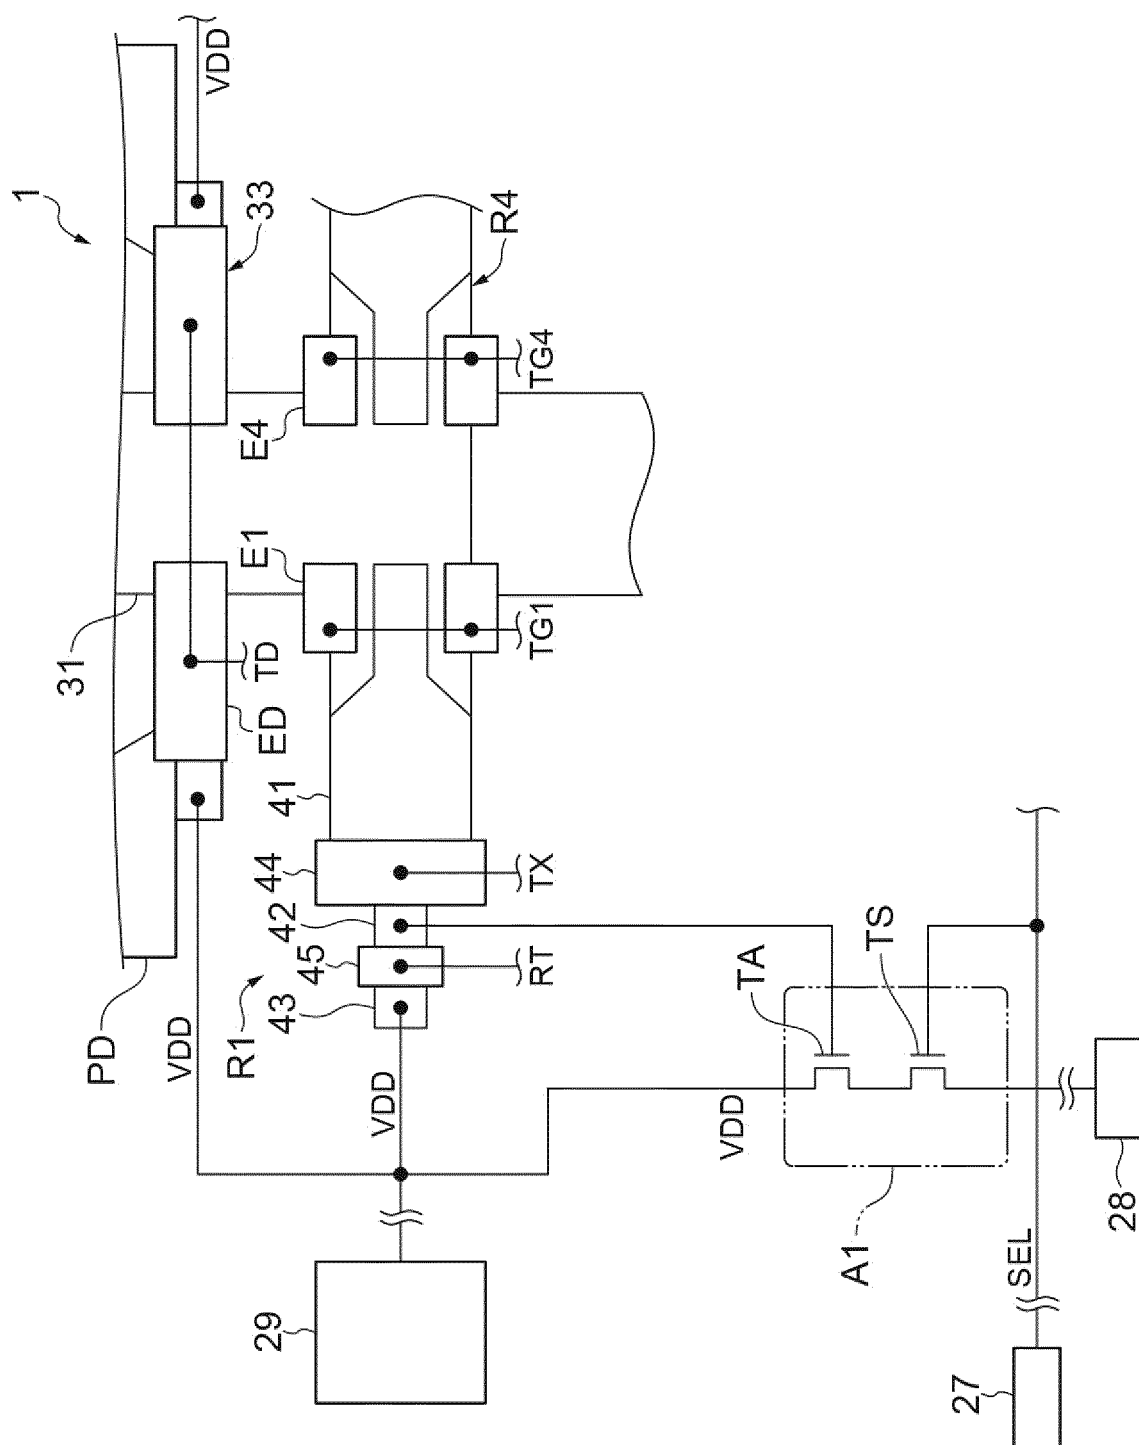 1
VDD
33
R4
TG4
E4
E1
TG1
31
TD
ED
41
44
TX
42
45
RT
43
R1
PD
VDD
VDD
TA
TS
VDD
A1
SEL
28
29
27